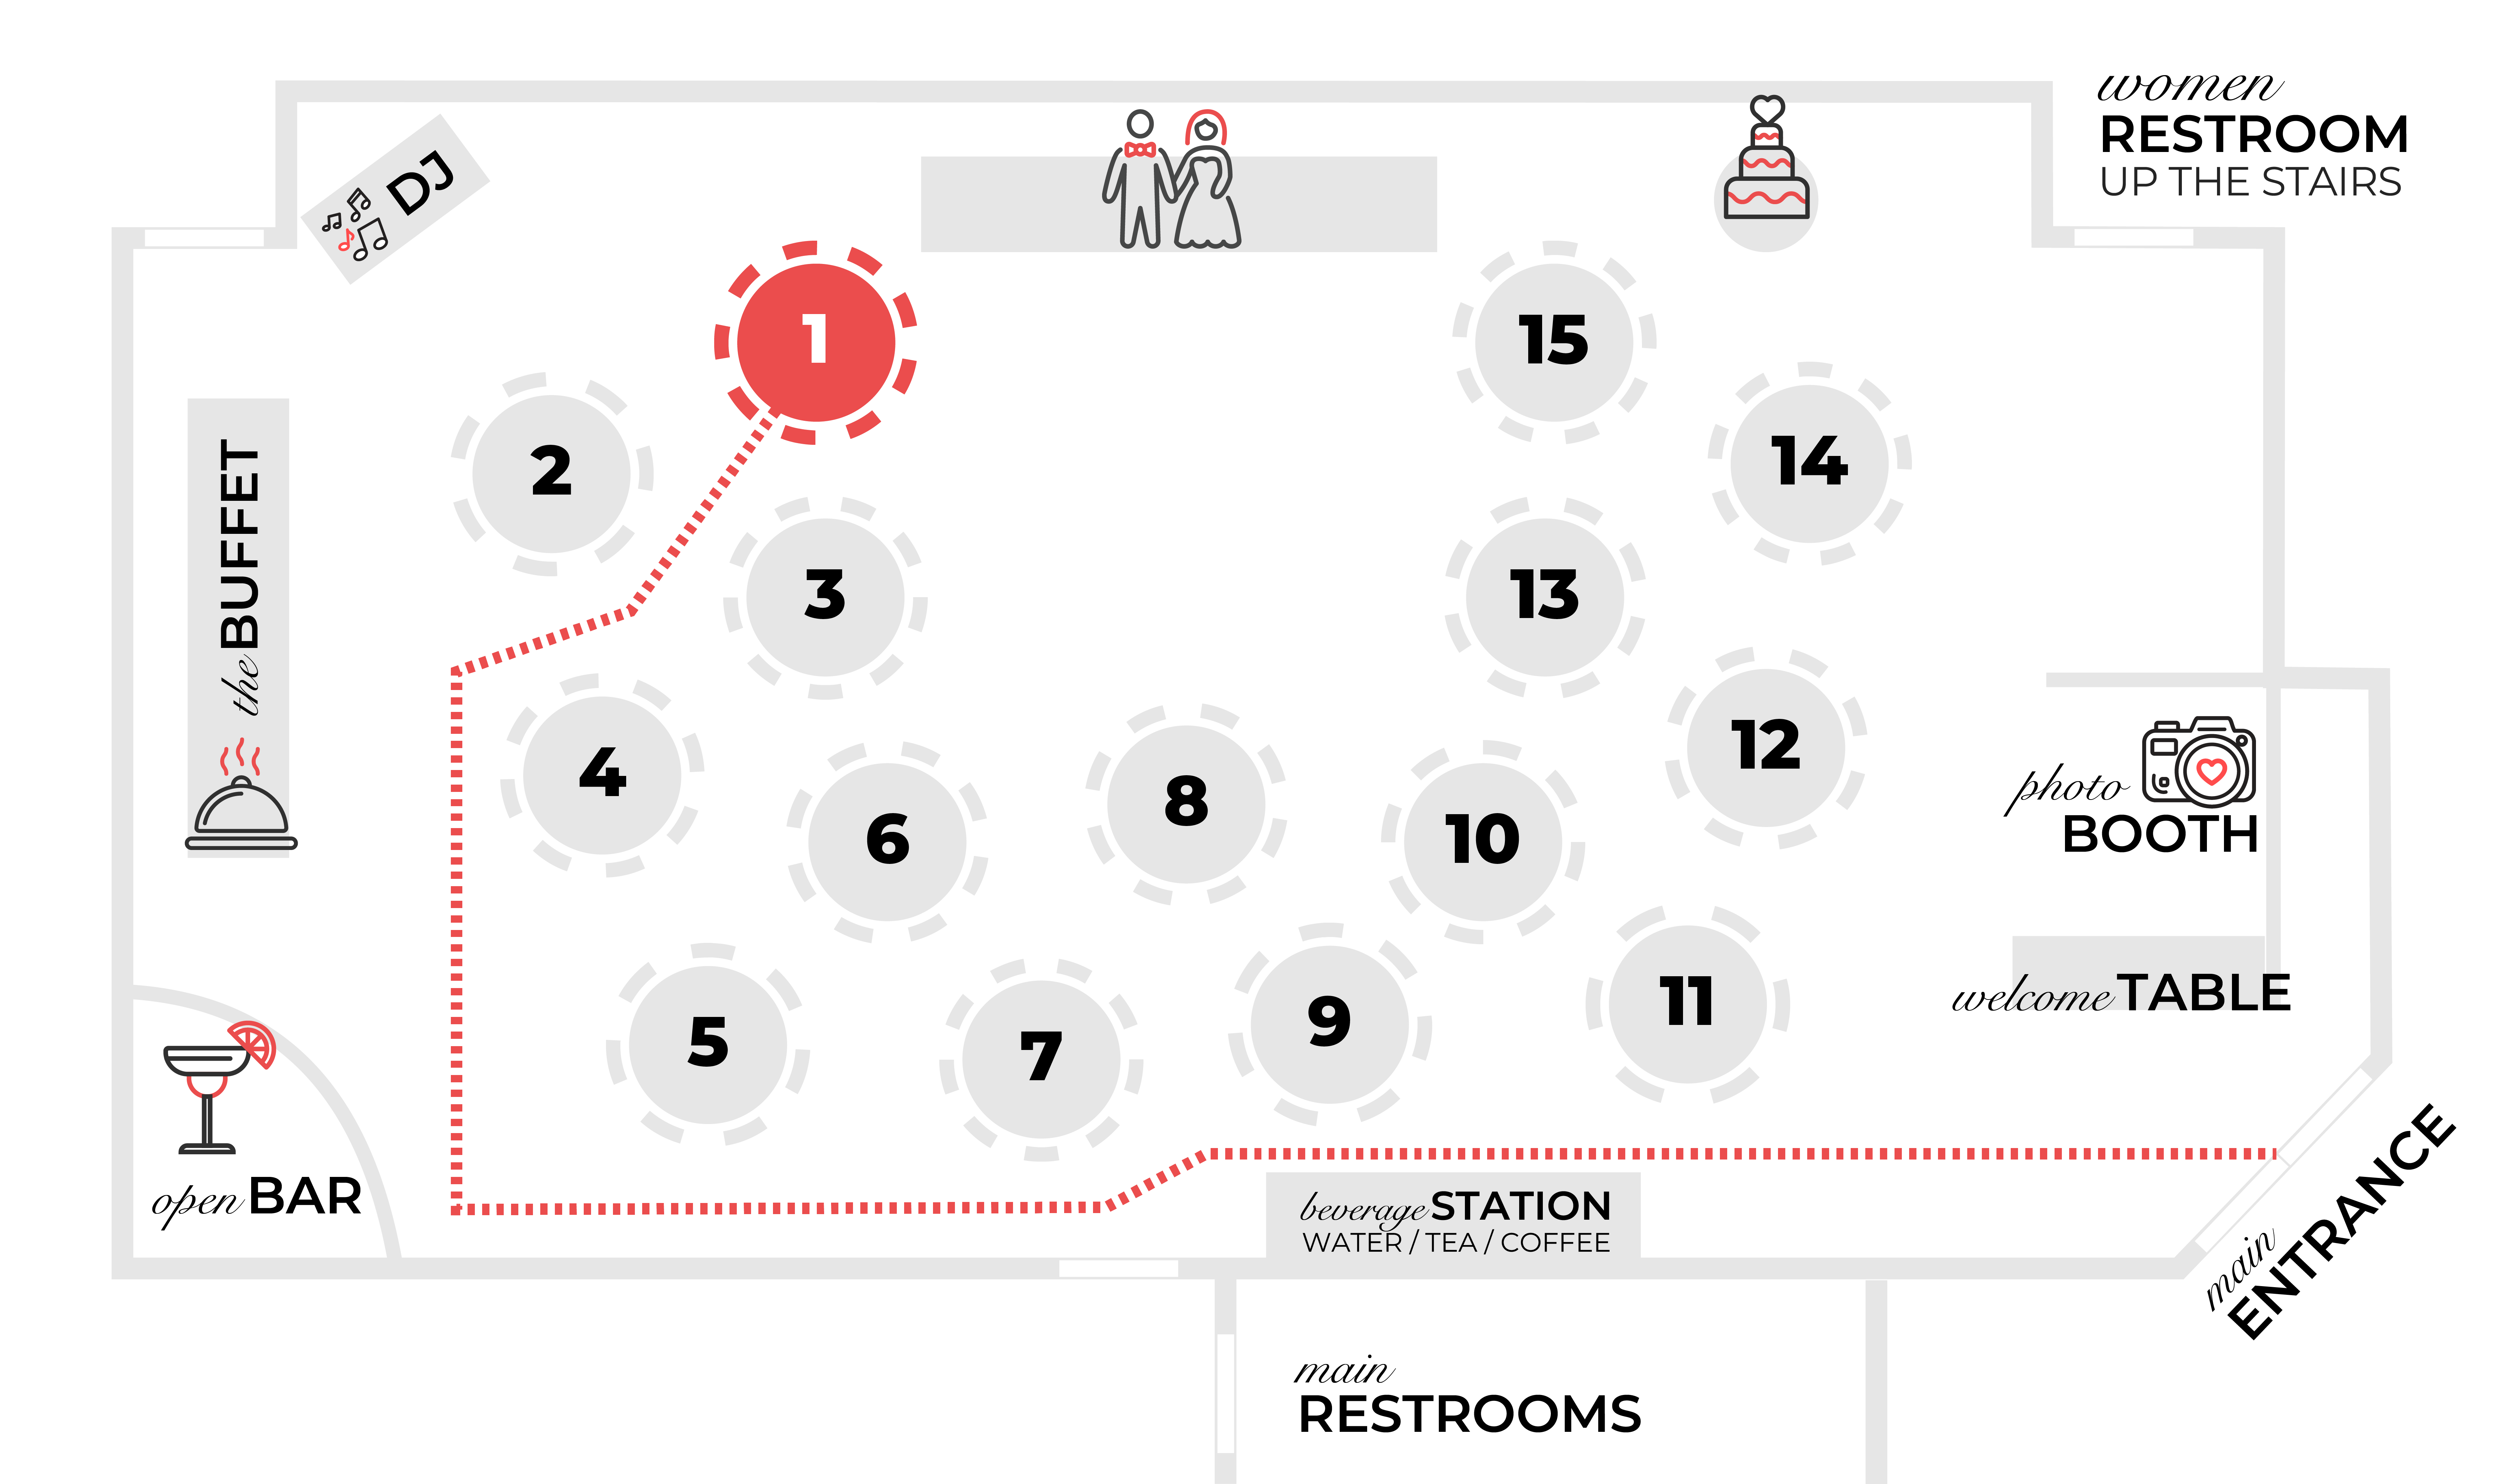 women
RESTROOM
UP THE STAIRS
DJ
1
15
2
14
the BUFFET
3
13
4
12
8
6
10
photo
BOOTH
5
7
9
11
welcome TABLE
open BAR
beverage STATION
WATER / TEA / COFFEE
main
ENTRANCE
main
RESTROOMS